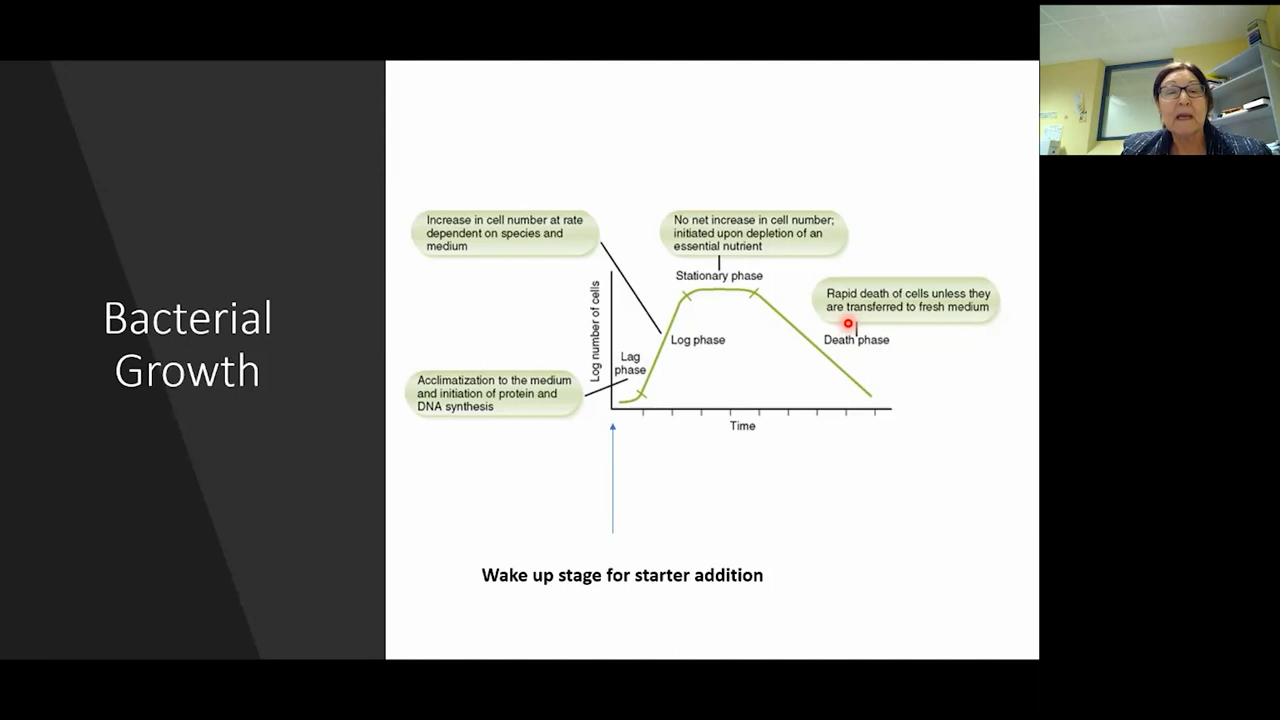 Bacterial
Growth
Increase in cell number at rate
dependent on species and
medium
No net increase in cell number;
initiated upon depletion of an
essential nutrient
Stationary phase
Rapid death of cells unless they
are transferred to fresh medium
Death phase
Log number of cells
Log phase
Lag
phase
Acclimatization to the medium
and initiation of protein and
DNA synthesis
Time
Wake up stage for starter addition